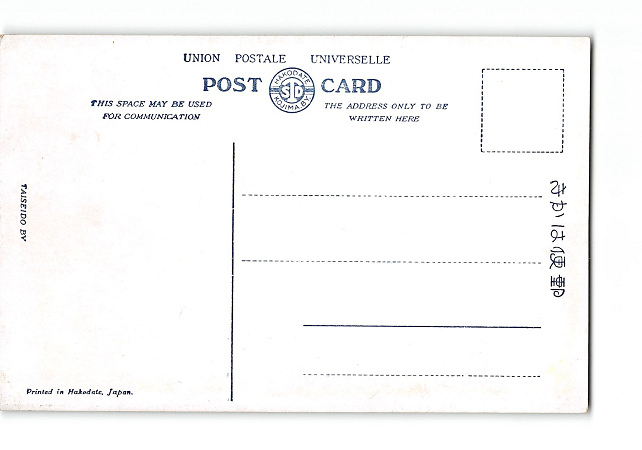 UNION POSTALE UNIVERSELLE
POST CARD
HAKODATE
STD
KOJIMA.BY
THIS SPACE MAY BE USED
FOR COMMUNICATION
THE ADDRESS ONLY TO BE
WRITTEN HERE
TAISEIDO BY
きかは便郵
Printed in Hakodate, Japan.